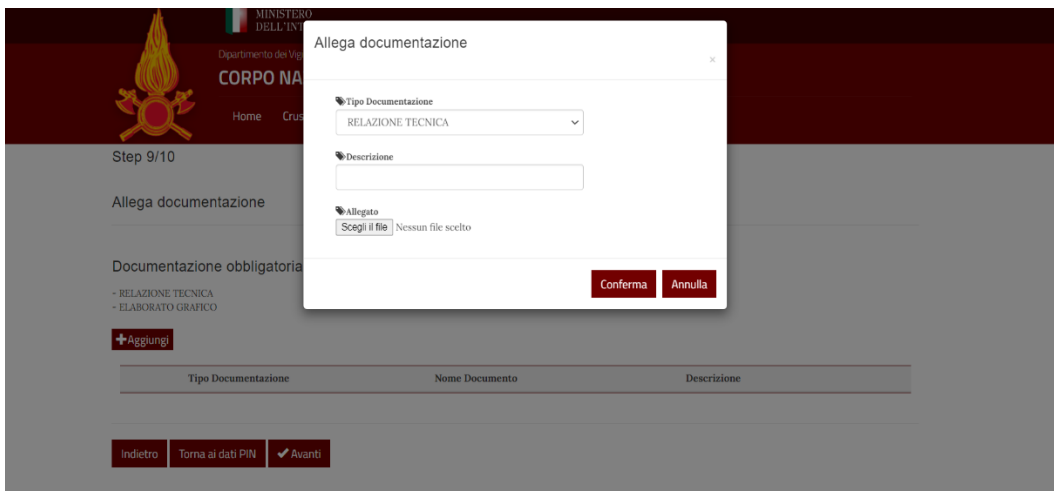 MINISTERO
DELL'INT
Dipartimento dei Vig
CORPO NA
Home Crus
Step 9/10
Allega documentazione
Documentazione obbligatoria
- RELAZIONE TECNICA
- ELABORATO GRAFICO
Aggiungi
Tipo Documentazione Nome Documento Descrizione
Indietro Torna ai dati PIN Avanti
Allega documentazione
×
Tipo Documentazione
RELAZIONE TECNICA
Descrizione
Allegato
Scegli il file Nessun file scelto
Conferma Annulla